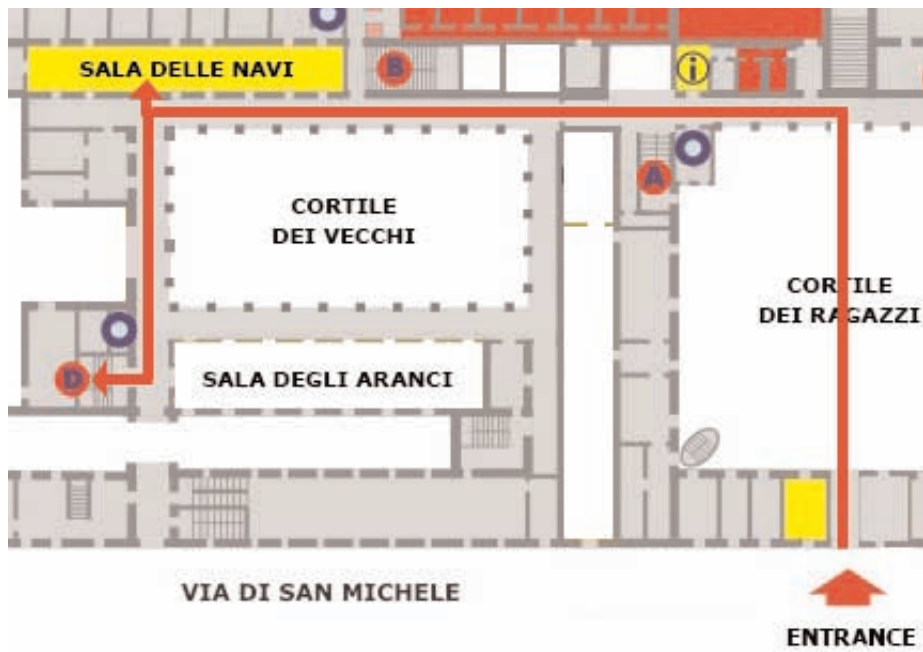 SALA DELLE NAVI
B
i
A
CORTILE
DEI VECCHI
CORTILE
DEI RAGAZZI
D
SALA DEGLI ARANCI
VIA DI SAN MICHELE
ENTRANCE